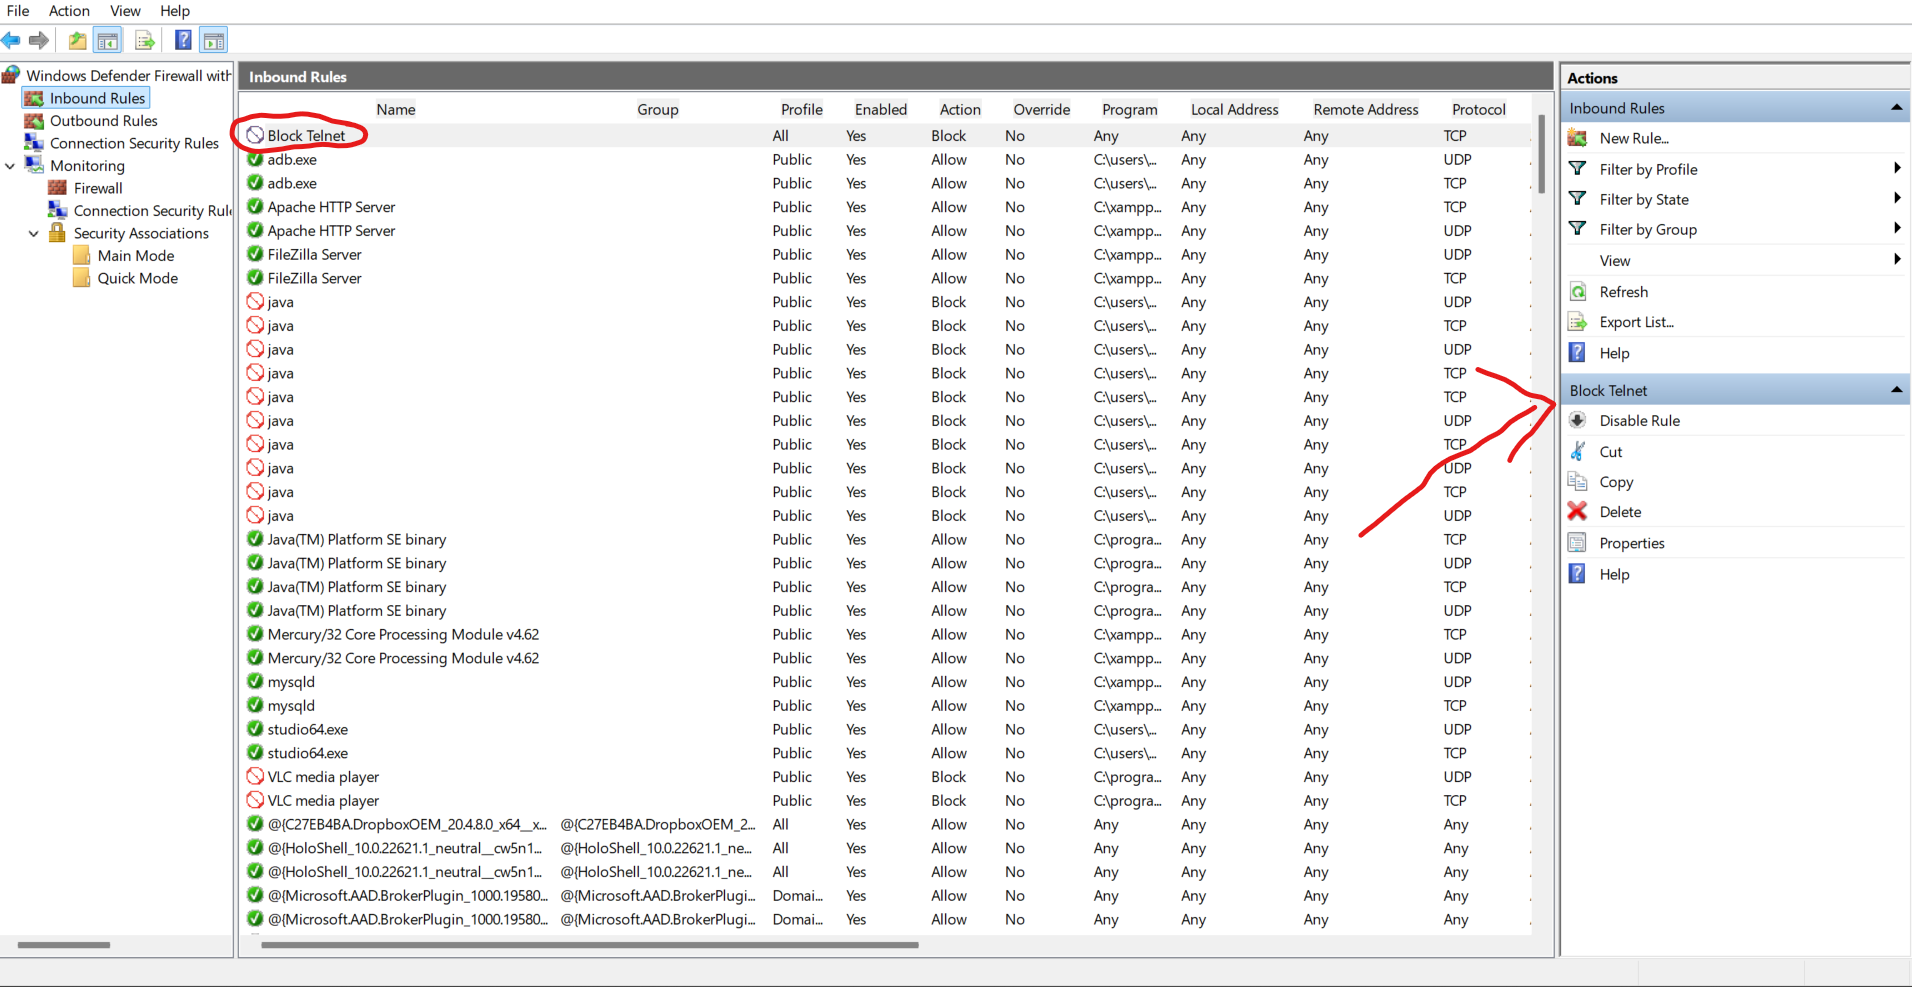 File Action View Help
Windows Defender Firewall with
Inbound Rules
Outbound Rules
Connection Security Rules
Monitoring
Firewall
Connection Security Rule
Security Associations
Main Mode
Quick Mode
Inbound Rules
Name Group Profile Enabled Action Override Program Local Address Remote Address Protocol
Block Telnet All Yes Block No Any Any Any TCP
adb.exe Public Yes Allow No C:\users\... Any Any UDP
adb.exe Public Yes Allow No C:\users\... Any Any TCP
Apache HTTP Server Public Yes Allow No C:\xampp... Any Any TCP
Apache HTTP Server Public Yes Allow No C:\xampp... Any Any UDP
FileZilla Server Public Yes Allow No C:\xampp... Any Any UDP
FileZilla Server Public Yes Allow No C:\xampp... Any Any TCP
java Public Yes Block No C:\users\... Any Any UDP
java Public Yes Block No C:\users\... Any Any TCP
java Public Yes Block No C:\users\... Any Any UDP
java Public Yes Block No C:\users\... Any Any TCP
java Public Yes Block No C:\users\... Any Any TCP
java Public Yes Block No C:\users\... Any Any UDP
java Public Yes Block No C:\users\... Any Any TCP
java Public Yes Block No C:\users\... Any Any UDP
java Public Yes Block No C:\users\... Any Any TCP
java Public Yes Block No C:\users\... Any Any UDP
Java(TM) Platform SE binary Public Yes Allow No C:\progra... Any Any TCP
Java(TM) Platform SE binary Public Yes Allow No C:\progra... Any Any UDP
Java(TM) Platform SE binary Public Yes Allow No C:\progra... Any Any TCP
Java(TM) Platform SE binary Public Yes Allow No C:\progra... Any Any UDP
Mercury/32 Core Processing Module v4.62 Public Yes Allow No C:\xampp... Any Any TCP
Mercury/32 Core Processing Module v4.62 Public Yes Allow No C:\xampp... Any Any UDP
mysqld Public Yes Allow No C:\xampp... Any Any UDP
mysqld Public Yes Allow No C:\xampp... Any Any TCP
studio64.exe Public Yes Allow No C:\users\... Any Any UDP
studio64.exe Public Yes Allow No C:\users\... Any Any TCP
VLC media player Public Yes Block No C:\progra... Any Any UDP
VLC media player Public Yes Block No C:\progra... Any Any TCP
@{C27EB4BA.DropboxOEM_20.4.8.0_x64__x... @{C27EB4BA.DropboxOEM_2... All Yes Allow No Any Any Any Any
@{HoloShell_10.0.22621.1_neutral__cw5n1... @{HoloShell_10.0.22621.1_ne... All Yes Allow No Any Any Any Any
@{HoloShell_10.0.22621.1_neutral__cw5n1... @{HoloShell_10.0.22621.1_ne... All Yes Allow No Any Any Any Any
@{Microsoft.AAD.BrokerPlugin_1000.19580... @{Microsoft.AAD.BrokerPlugi... Domai... Yes Allow No Any Any Any Any
@{Microsoft.AAD.BrokerPlugin_1000.19580... @{Microsoft.AAD.BrokerPlugi... Domai... Yes Allow No Any Any Any Any
Actions
Inbound Rules
New Rule...
Filter by Profile
Filter by State
Filter by Group
View
Refresh
Export List...
Help
Block Telnet
Disable Rule
Cut
Copy
Delete
Properties
Help